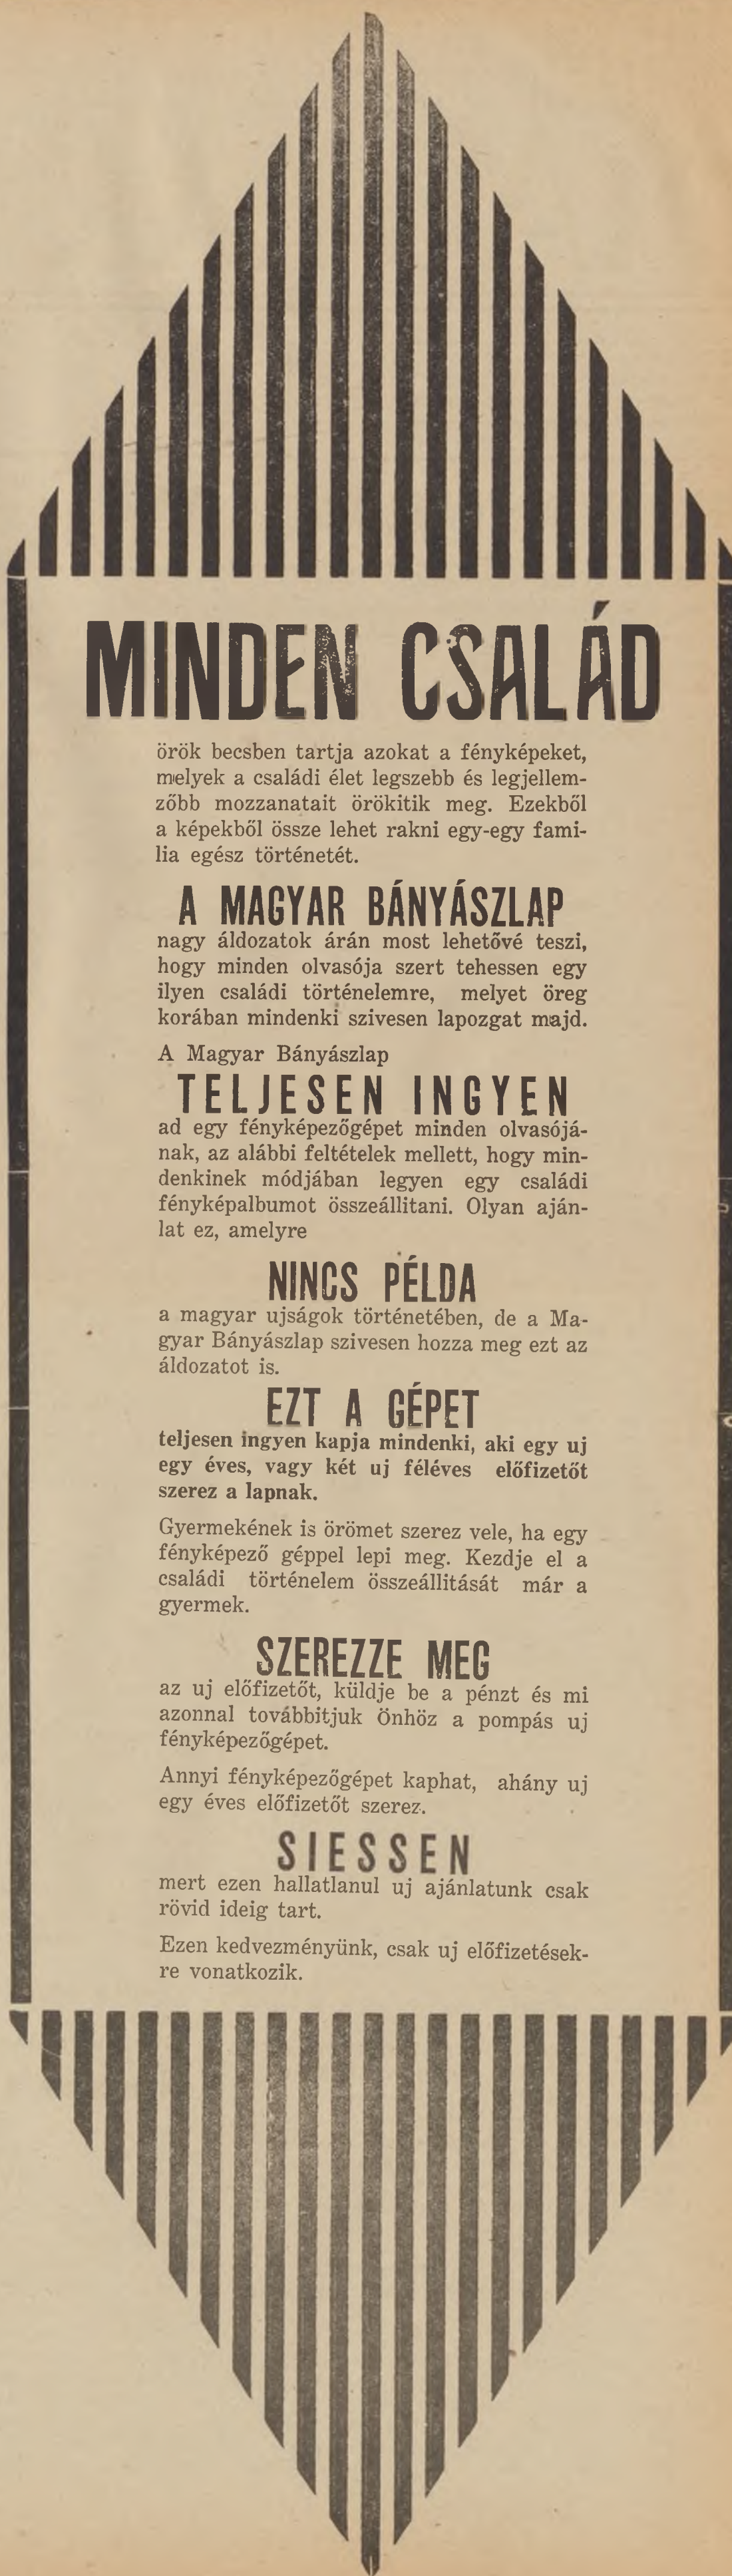 MINDEN CSALÁD
örök becsben tartja azokat a fényképeket,
melyek a családi élet legszebb és legjellem-
zőbb mozzanatait örökitik meg. Ezekből
a képekből össze lehet rakni egy-egy fami-
lia egész történetét.
A MAGYAR BÁNYÁSZLAP
nagy áldozatok árán most lehetővé teszi,
hogy minden olvasója szert tehessen egy
ilyen családi történelemre, melyet öreg
korában mindenki szivesen lapozgat majd.
A Magyar Bányászlap
TELJESEN INGYEN
ad egy fényképezőgépet minden olvasójá-
nak, az alábbi feltételek mellett, hogy min-
denkinek módjában legyen egy családi
fényképalbumot összeállitani. Olyan aján-
lat ez, amelyre
NINCS PÉLDA
a magyar ujságok történetében, de a Ma-
gyar Bányászlap szivesen hozza meg ezt az
áldozatot is.
EZT A GÉPET
teljesen ingyen kapja mindenki, aki egy uj
egy éves, vagy két uj féléves előfizetőt
szerez a lapnak.
Gyermekének is örömet szerez vele, ha egy
fényképező géppel lepi meg. Kezdje el a
családi történelem összeállitását már a
gyermek.
SZEREZZE MEG
az uj előfizetőt, küldje be a pénzt és mi
azonnal továbbitjuk Önhöz a pompás uj
fényképezőgépet.
Annyi fényképezőgépet kaphat, ahány uj
egy éves előfizetőt szerez.
SIESSEN
mert ezen hallatlanul uj ajánlatunk csak
rövid ideig tart.
Ezen kedvezményünk, csak uj előfizetések-
re vonatkozik.